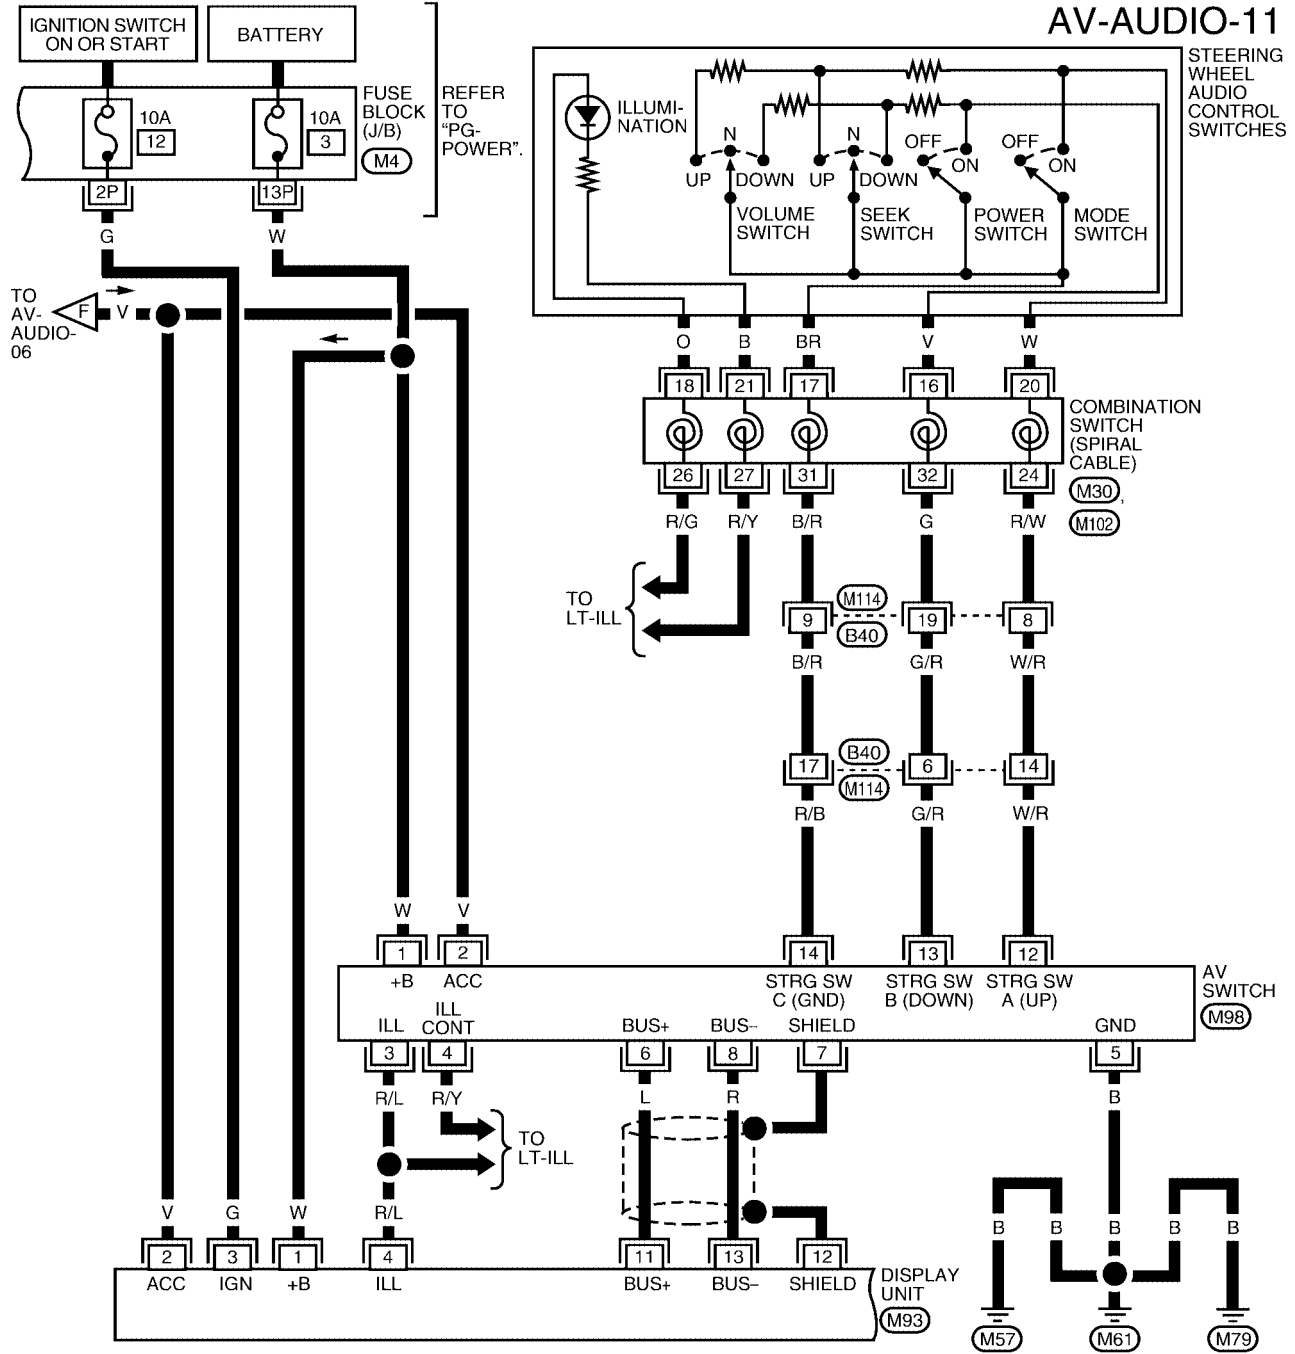 AV-AUDIO-11
IGNITION SWITCH
ON OR START
BATTERY
10A
12
10A
3
FUSE
BLOCK
(J/B)
M4
REFER
TO
“PG-
POWER”.
2P
13P
G
W
TO
AV-
AUDIO-
06
F
V
STEERING
WHEEL
AUDIO
CONTROL
SWITCHES
ILLUMI-
NATION
N
UP
DOWN
VOLUME
SWITCH
N
UP
DOWN
SEEK
SWITCH
OFF
ON
POWER
SWITCH
OFF
ON
MODE
SWITCH
O
B
BR
V
W
18
21
17
16
20
COMBINATION
SWITCH
(SPIRAL
CABLE)
M30 ,
M102
26
27
31
32
24
R/G
R/Y
B/R
G
R/W
TO
LT-ILL
M114
9
19
8
B40
B/R
G/R
W/R
B40
17
6
14
M114
R/B
G/R
W/R
W
V
1
2
14
13
12
+B
ACC
STRG SW
C (GND)
STRG SW
B (DOWN)
STRG SW
A (UP)
AV
SWITCH
M98
ILL
ILL
CONT
BUS+
BUS–
SHIELD
GND
3
4
6
8
7
5
R/L
R/Y
L
R
B
TO
LT-ILL
V
G
W
R/L
B
B
B
B
B
2
3
1
4
11
13
12
ACC
IGN
+B
ILL
BUS+
BUS–
SHIELD
DISPLAY
UNIT
M93
M57
M61
M79